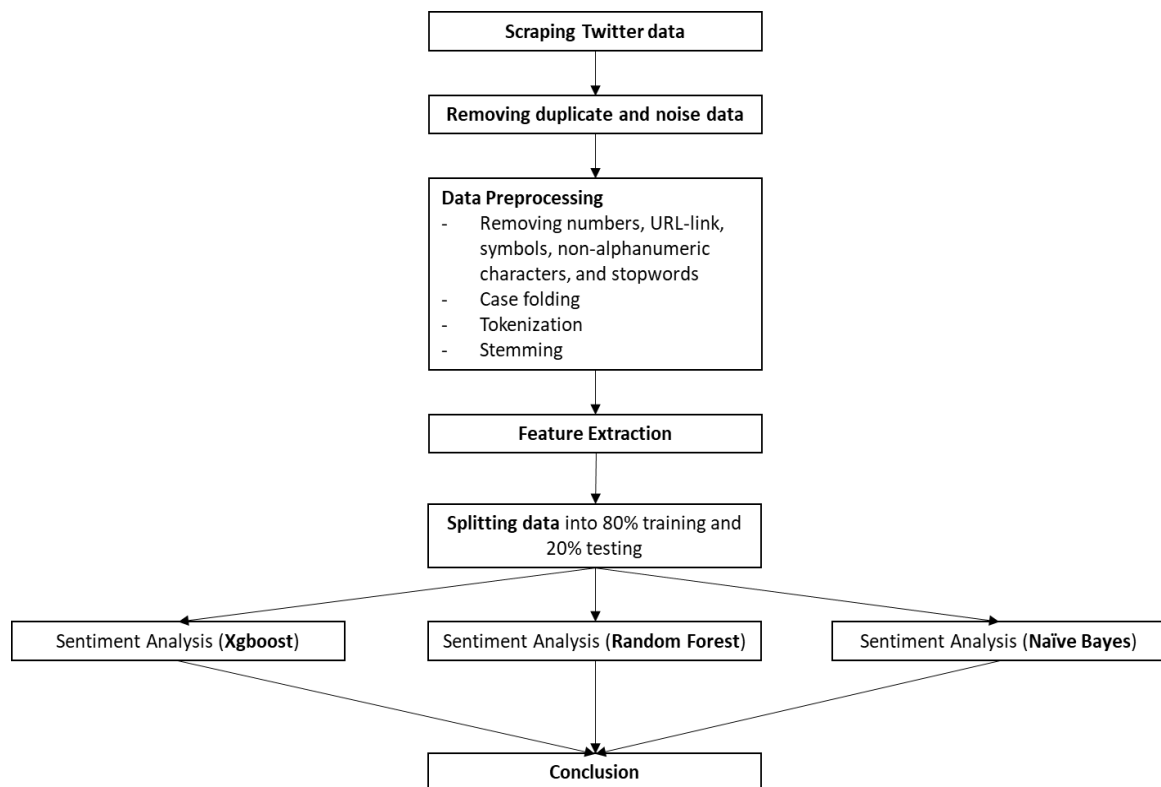 Scraping Twitter data
Removing duplicate and noise data
Data Preprocessing
- Removing numbers, URL-link,
symbols, non-alphanumeric
characters, and stopwords
- Case folding
- Tokenization
- Stemming
Feature Extraction
Splitting data into 80% training and
20% testing
Sentiment Analysis (Xgboost)
Sentiment Analysis (Random Forest)
Sentiment Analysis (Naïve Bayes)
Conclusion